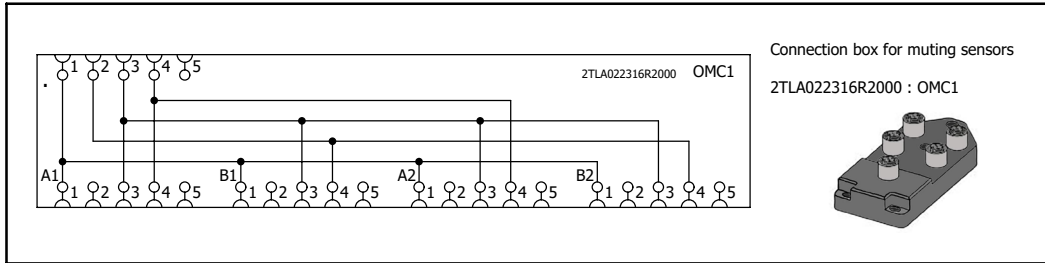 1 2 3 4 5
2TLA022316R2000 OMC1
Connection box for muting sensors
2TLA022316R2000 : OMC1
A1 B1 A2 B2
1 2 3 4 5 1 2 3 4 5 1 2 3 4 5 1 2 3 4 5